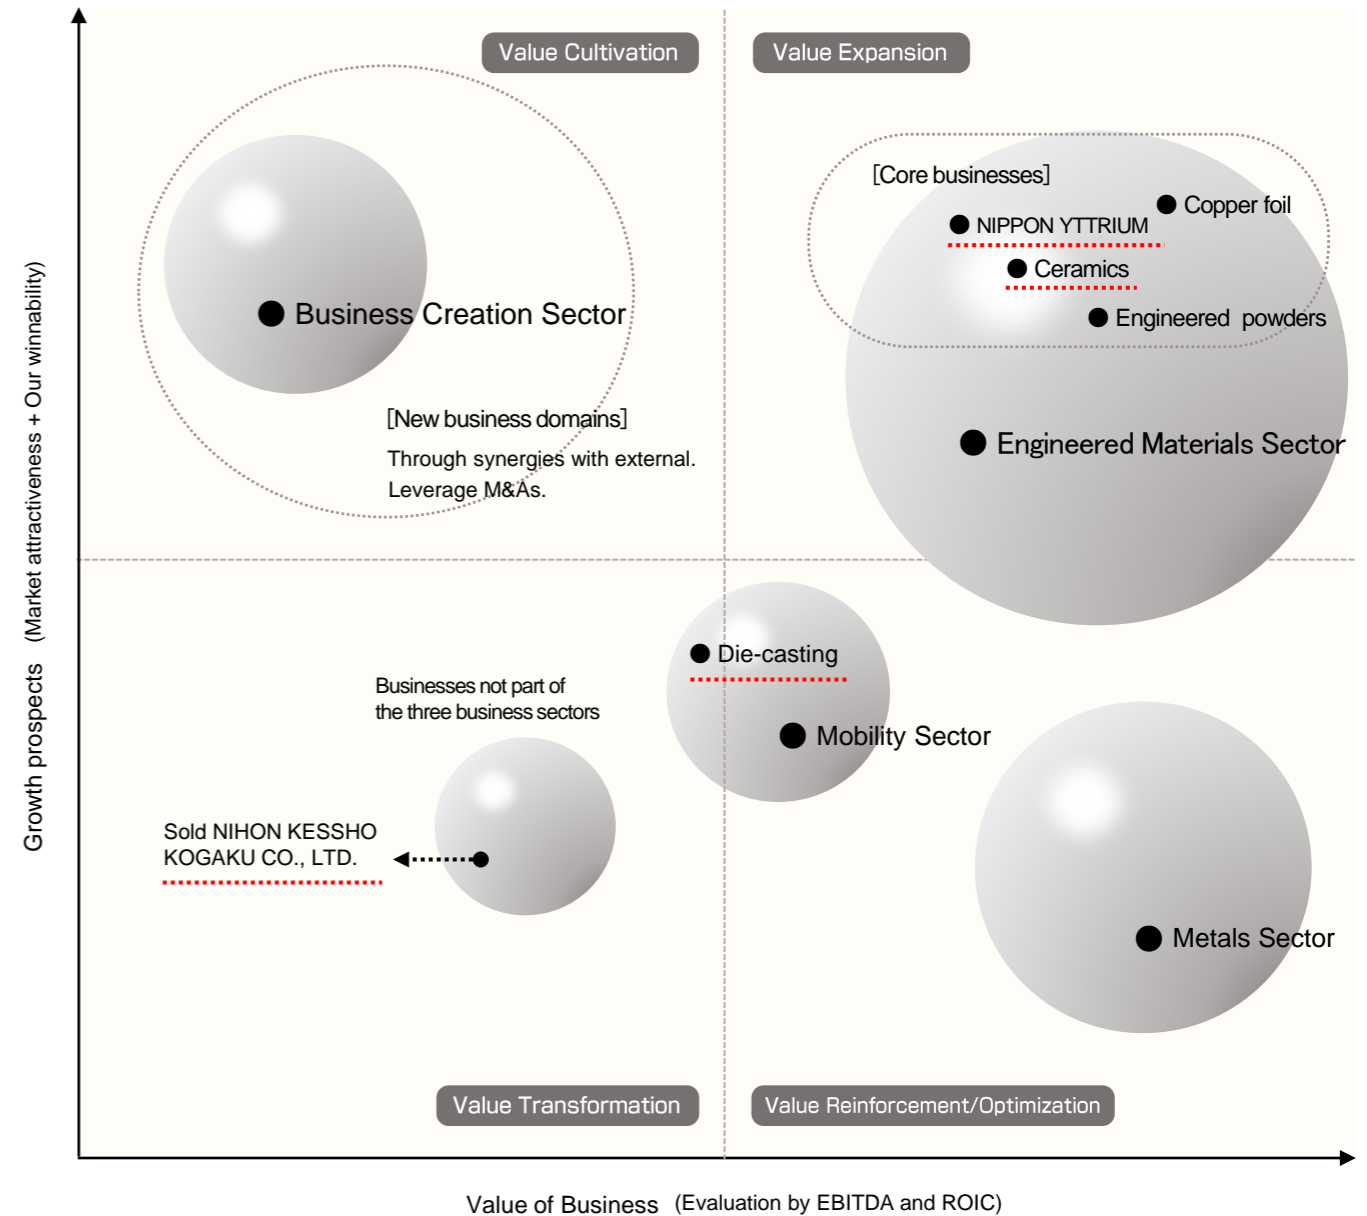 Value Cultivation
Value Expansion
[Core businesses]
Copper foil
NIPPON YTTRIUM
Ceramics
Engineered powders
Business Creation Sector
[New business domains]
Through synergies with external.
Leverage M&As.
Engineered Materials Sector
Growth prospects (Market attractiveness + Our winnability)
Die-casting
Mobility Sector
Businesses not part of
the three business sectors
Sold NIHON KESSHO
KOGAKU CO., LTD.
Metals Sector
Value Transformation
Value Reinforcement/Optimization
Value of Business (Evaluation by EBITDA and ROIC)